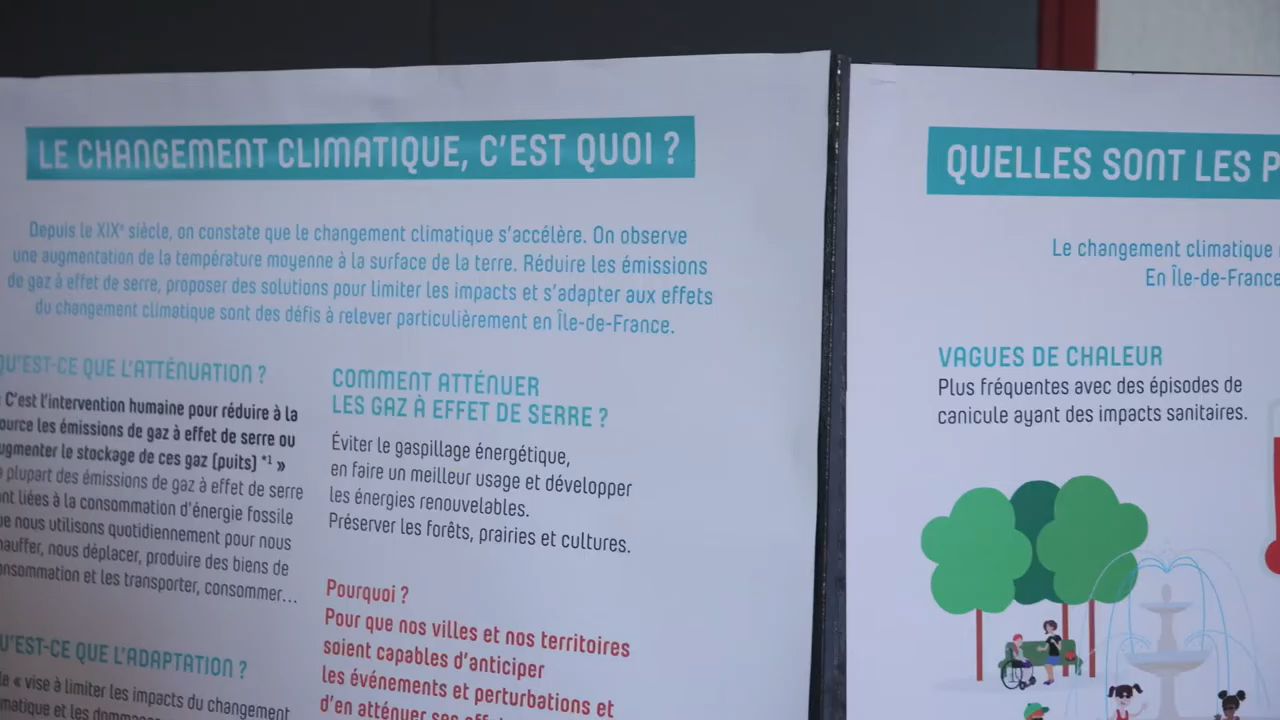 LE CHANGEMENT CLIMATIQUE, C'EST QUOI ?
Depuis le XIXe siècle, on constate que le changement climatique s'accélère. On observe
une augmentation de la température moyenne à la surface de la terre. Réduire les émissions
de gaz à effet de serre, proposer des solutions pour limiter les impacts et s'adapter aux effets
du changement climatique sont des défis à relever particulièrement en Île-de-France.
QU'EST-CE QUE L'ATTÉNUATION ?
C'est l'intervention humaine pour réduire à la
source les émissions de gaz à effet de serre ou
augmenter le stockage de ces gaz (puits) *1 »
plupart des émissions de gaz à effet de serre
liées à la consommation d'énergie fossile
nous utilisons quotidiennement pour nous
chauffer, nous déplacer, produire des biens de
consommation et les transporter, consommer...
QU'EST-CE QUE L'ADAPTATION ?
« vise à limiter les impacts du changement
climatique et les
COMMENT ATTÉNUER
LES GAZ À EFFET DE SERRE ?
Éviter le gaspillage énergétique,
en faire un meilleur usage et développer
les énergies renouvelables.
Préserver les forêts, prairies et cultures.
Pourquoi ?
Pour que nos villes et nos territoires
soient capables d'anticiper
les événements et perturbations et
d'en atténuer
QUELLES SONT LES P
Le changement climatique
En Île-de-France
VAGUES DE CHALEUR
Plus fréquentes avec des épisodes de
canicule ayant des impacts sanitaires.